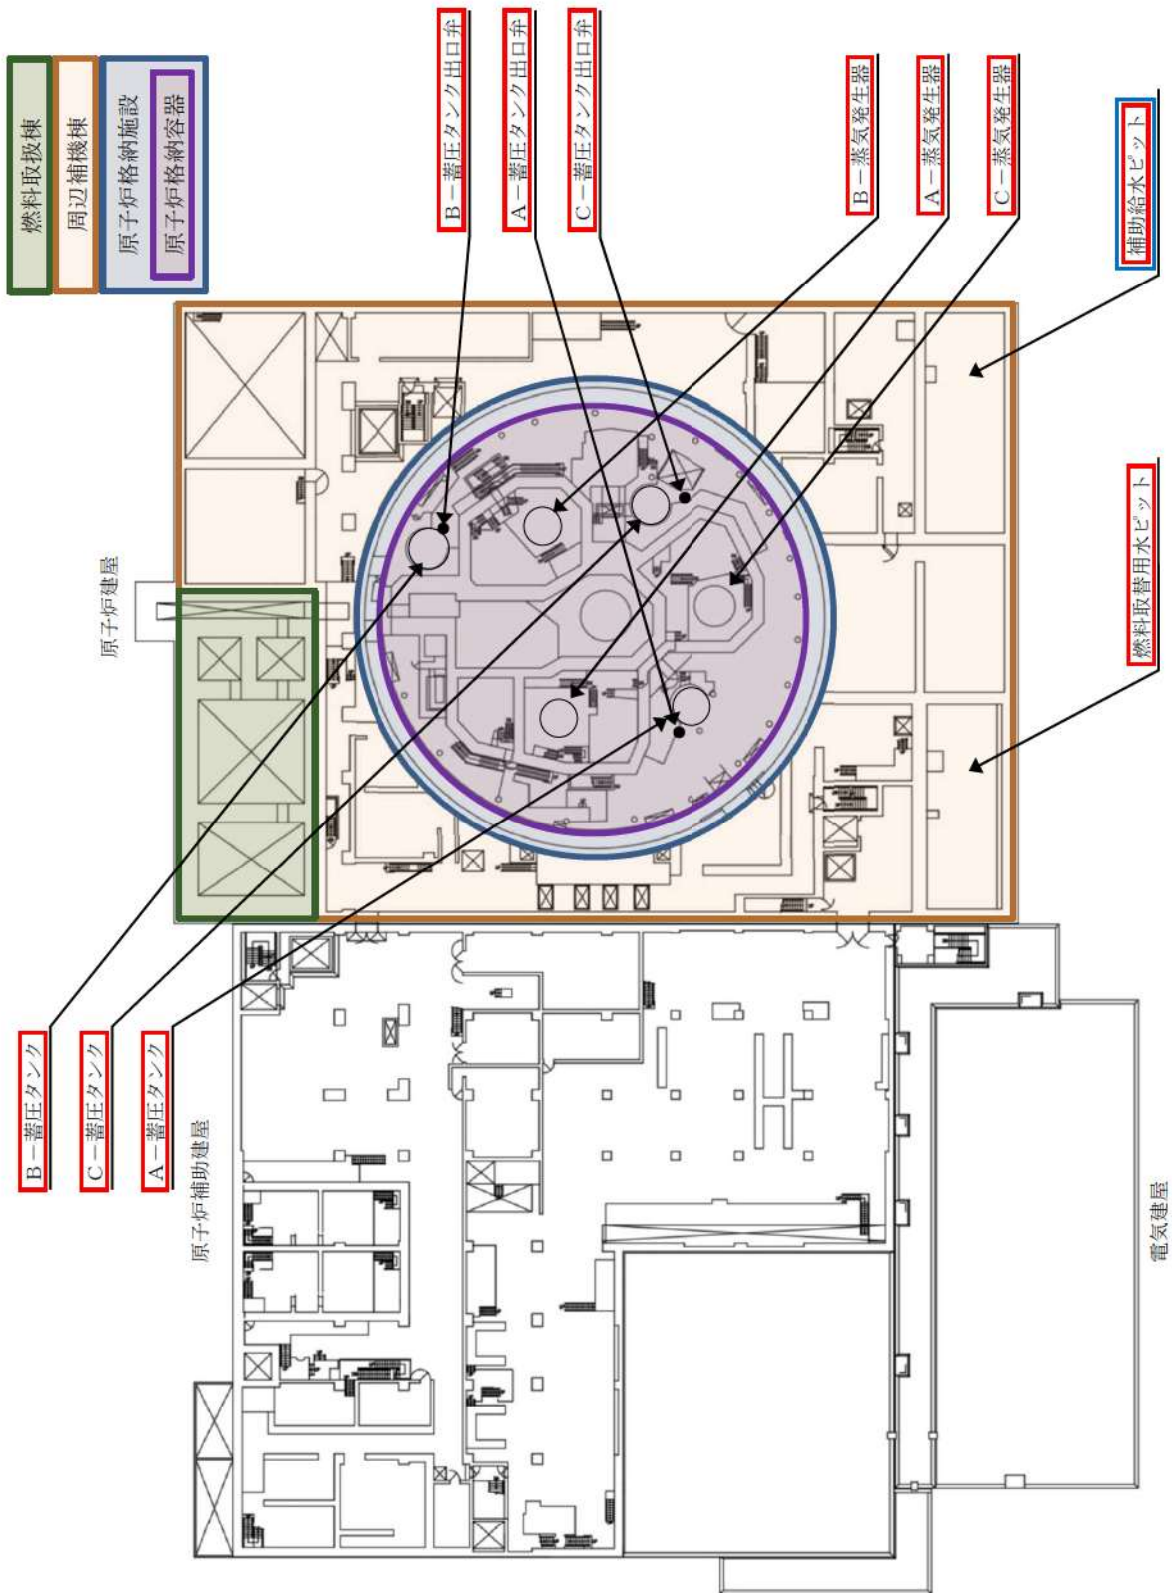 燃料取扱棟
周辺補機棟
原子炉格納施設
原子炉格納容器
B－蓄圧タンク出口弁
A－蓄圧タンク出口弁
C－蓄圧タンク出口弁
B－蒸気発生器
A－蒸気発生器
C－蒸気発生器
補助給水ピット
燃料取替用水ピット
原子炉建屋
B－蓄圧タンク
C－蓄圧タンク
A－蓄圧タンク
原子炉補助建屋
電気建屋